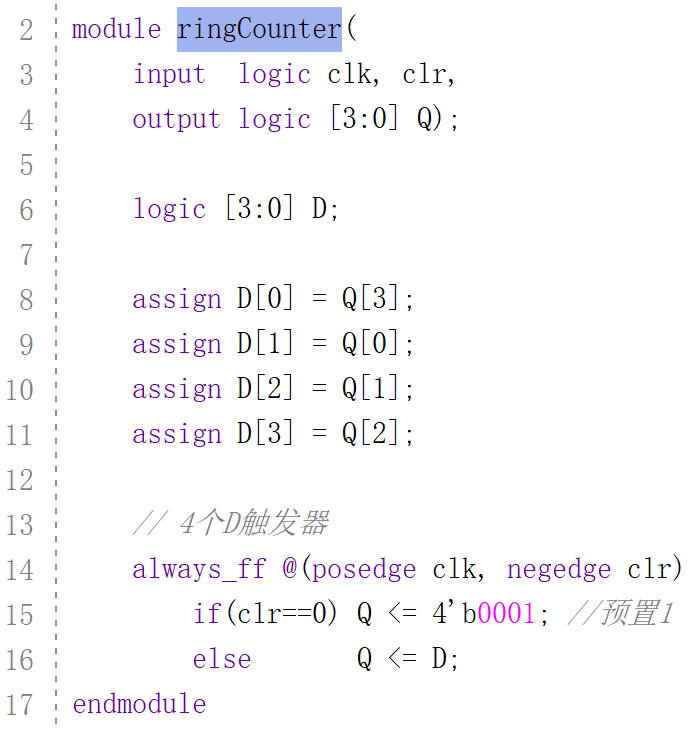 2 module ringCounter(
3     input  logic clk, clr,
4     output logic [3:0] Q);
5
6     logic [3:0] D;
7
8     assign D[0] = Q[3];
9     assign D[1] = Q[0];
10     assign D[2] = Q[1];
11     assign D[3] = Q[2];
12
13     // 4个D触发器
14     always_ff @(posedge clk, negedge clr)
15         if(clr==0) Q <= 4'b0001; //预置1
16         else       Q <= D;
17 endmodule